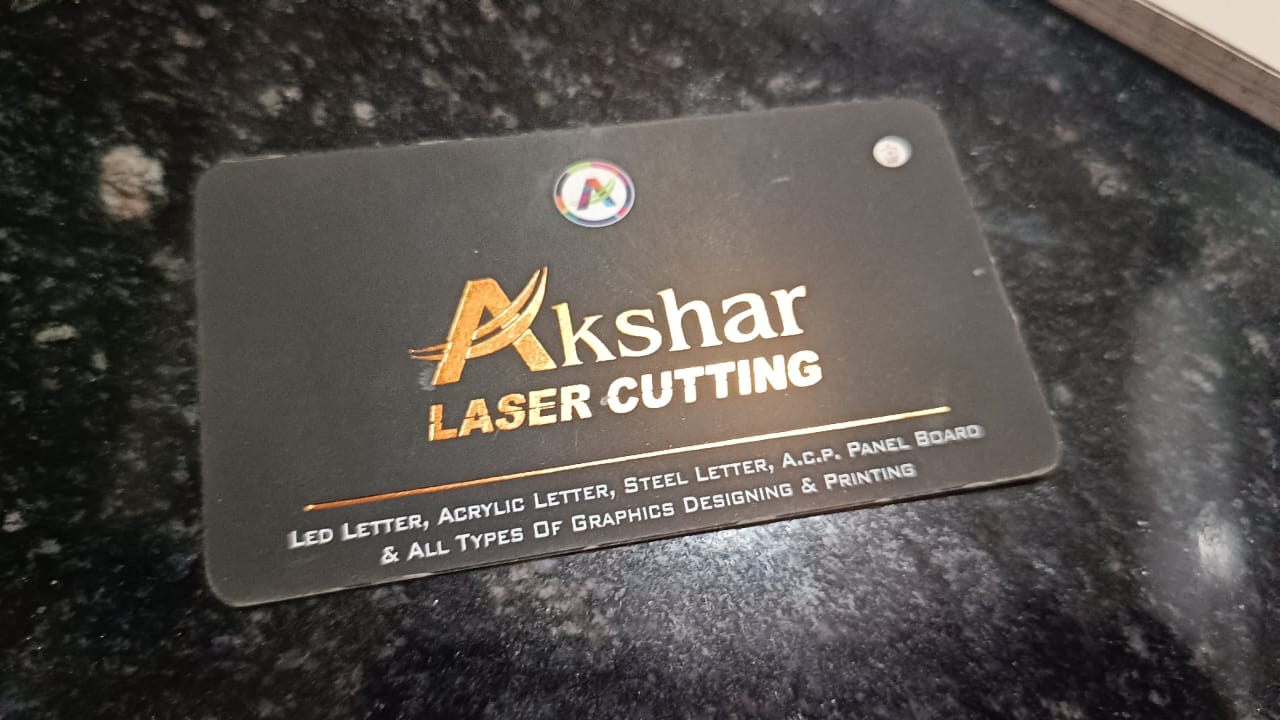 Akshar
LASER CUTTING
LED LETTER, ACRYLIC LETTER, STEEL LETTER, A.C.P. PANEL BOARD
& ALL TYPES OF GRAPHICS DESIGNING & PRINTING